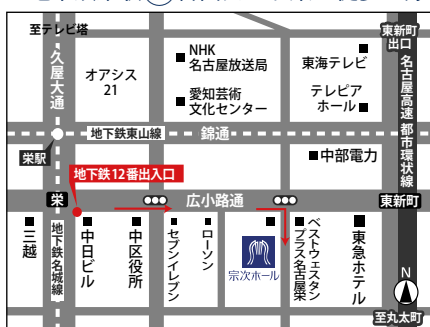 至テレビ塔
久屋大通
オアシス
21
NHK
名古屋放送局
愛知芸術
文化センター
東海テレビ
テレピア
ホール
東新町
出口
名古屋高速 都市環状線
地下鉄東山線
錦通
栄駅
中部電力
地下鉄12番出入口
栄
広小路通
東新町
三越
地下鉄名城線
中日ビル
中区役所
セブンイレブン
ローソン
宗次ホール
ベストウェスタン
プラス名古屋栄
東急ホテル
N
至丸太町